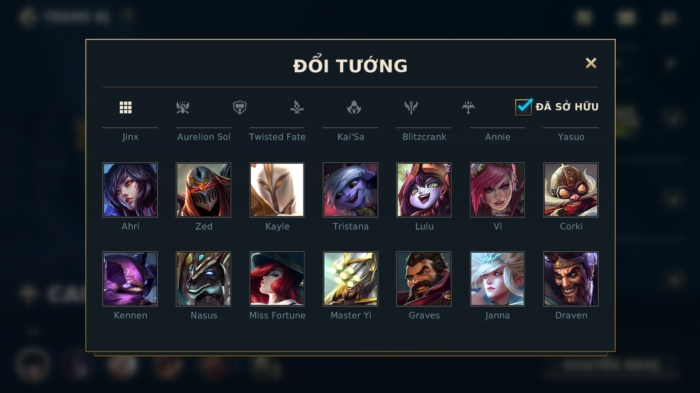 ĐỔI TƯỚNG
ĐÃ SỞ HỮU
Jinx Aurelion Sol Twisted Fate Kai'Sa Blitzcrank Annie Yasuo
Ahri Zed Kayle Tristana Lulu Vi Corki
Kennen Nasus Miss Fortune Master Yi Graves Janna Draven